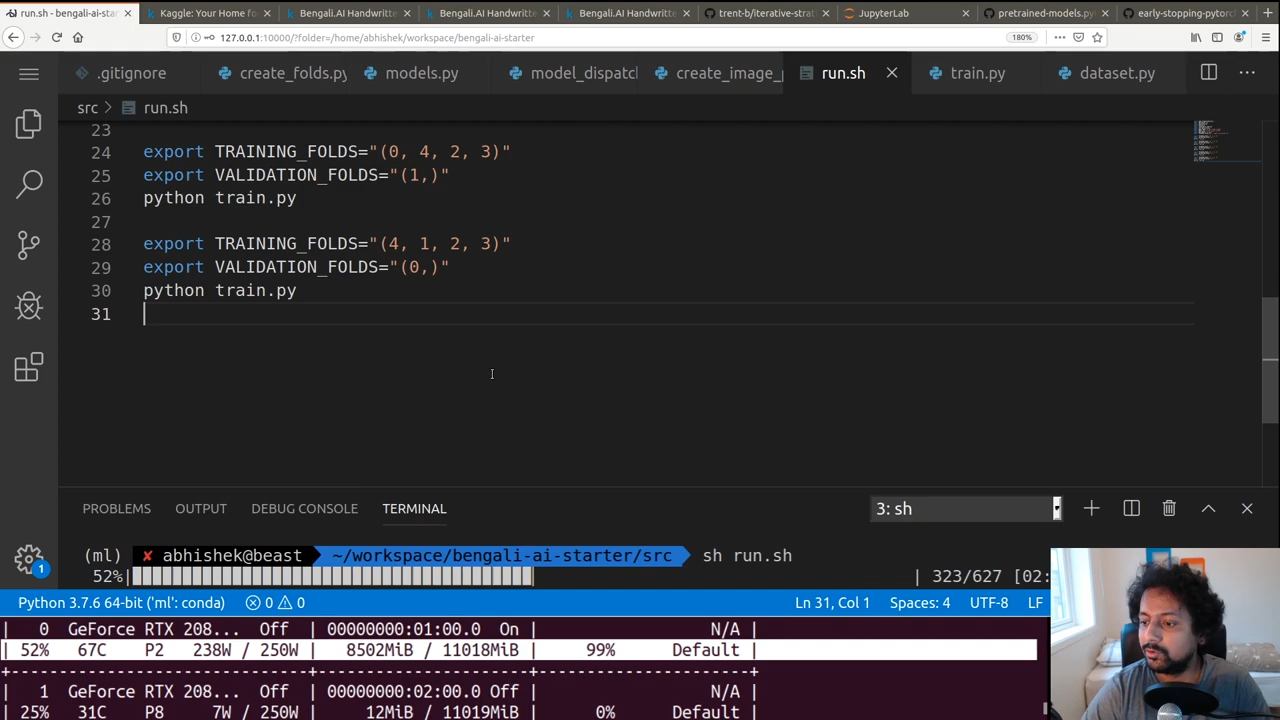 run.sh - bengali-ai-starter
Kaggle: Your Home fo
Bengali.AI Handwritte
Bengali.AI Handwritte
Bengali.AI Handwritte
trent-b/iterative-strati
JupyterLab
pretrained-models.py
early-stopping-pytorch
127.0.0.1:10000/?folder=/home/abhishek/workspace/bengali-ai-starter
180%
.gitignore
create_folds.py
models.py
model_dispatc
create_image_
run.sh
train.py
dataset.py
src > run.sh
23
24 export TRAINING_FOLDS="(0, 4, 2, 3)"
25 export VALIDATION_FOLDS="(1,)"
26 python train.py
27
28 export TRAINING_FOLDS="(4, 1, 2, 3)"
29 export VALIDATION_FOLDS="(0,)"
30 python train.py
31
PROBLEMS OUTPUT DEBUG CONSOLE TERMINAL 3: sh
(ml) ✘ abhishek@beast ~/workspace/bengali-ai-starter/src sh run.sh
52%| | 323/627 [02:
1
Python 3.7.6 64-bit ('ml': conda) 0 0 Ln 31, Col 1 Spaces: 4 UTF-8 LF
| 0 GeForce RTX 208... Off | 00000000:01:00.0 On | N/A |
| 52% 67C P2 238W / 250W | 8502MiB / 11018MiB | 99% Default |
+-------------------------------+----------------------+----------------------+
| 1 GeForce RTX 208... Off | 00000000:02:00.0 Off | N/A |
| 25% 31C P8 7W / 250W | 12MiB / 11019MiB | 0% Default |